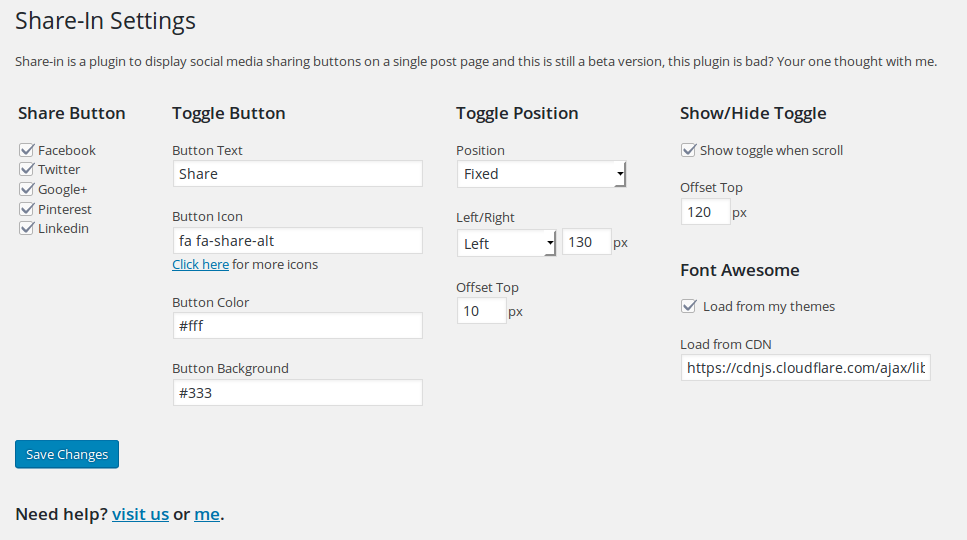 Share-In Settings
Share-in is a plugin to display social media sharing buttons on a single post page and this is still a beta version, this plugin is bad? Your one thought with me.
Share Button
Facebook
Twitter
Google+
Pinterest
Linkedin
Toggle Button
Button Text
Share
Button Icon
fa fa-share-alt
Click here for more icons
Button Color
#fff
Button Background
#333
Toggle Position
Position
Fixed
Left/Right
Left 130 px
Offset Top
10 px
Show/Hide Toggle
Show toggle when scroll
Offset Top
120 px
Font Awesome
Load from my themes
Load from CDN
https://cdnjs.cloudflare.com/ajax/lib
Save Changes
Need help? visit us or me.